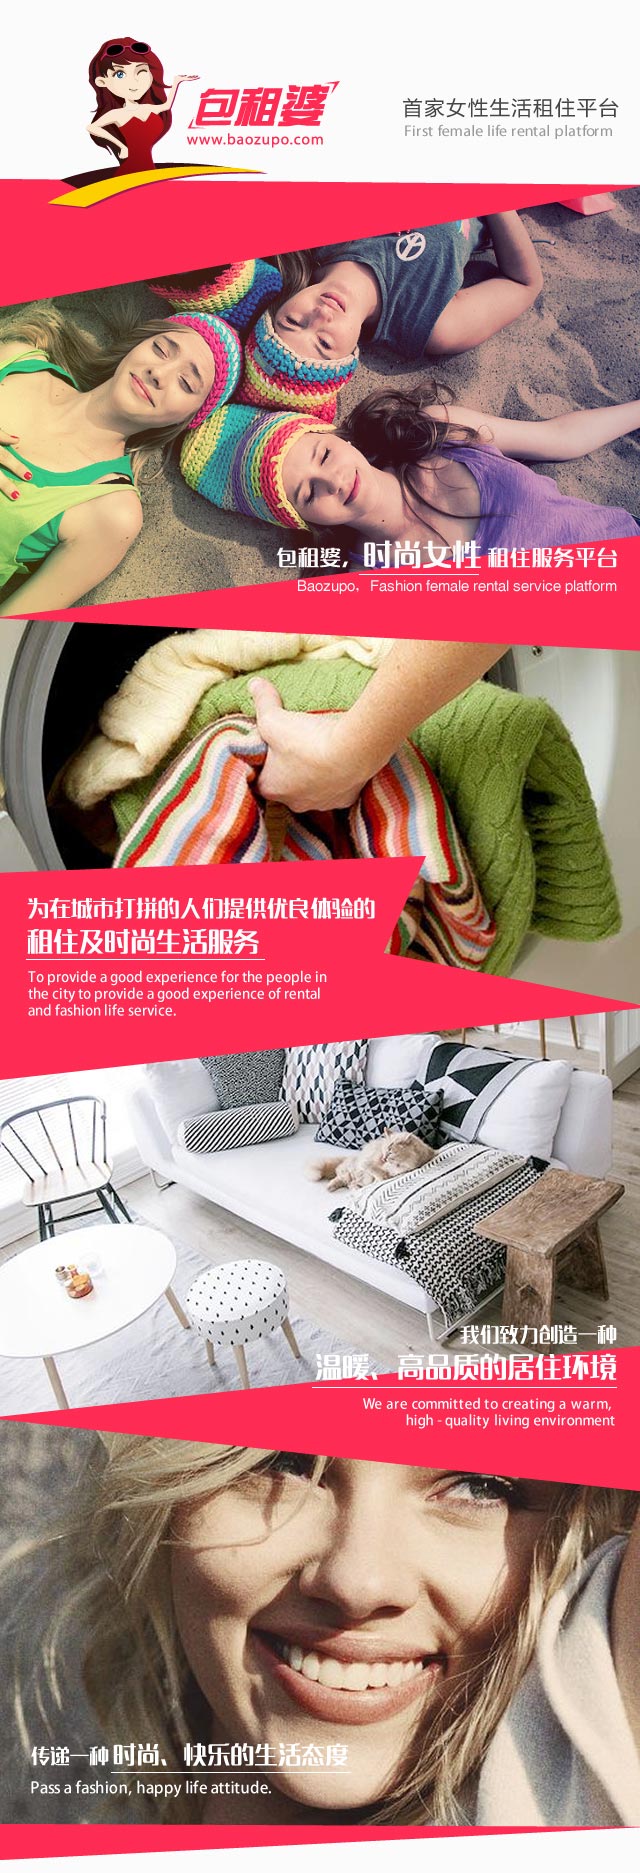 包租婆
www.baozupo.com
首家女性生活租住平台
First female life rental platform
包租婆，时尚女性 租住服务平台
Baozupo，Fashion female rental service platform
为在城市打拼的人们提供优良体验的
租住及时尚生活服务
To provide a good experience for the people in
the city to provide a good experience of rental
and fashion life service.
我们致力创造一种
温暖、高品质的居住环境
We are committed to creating a warm,
high - quality living environment
传递一种时尚、快乐的生活态度
Pass a fashion, happy life attitude.